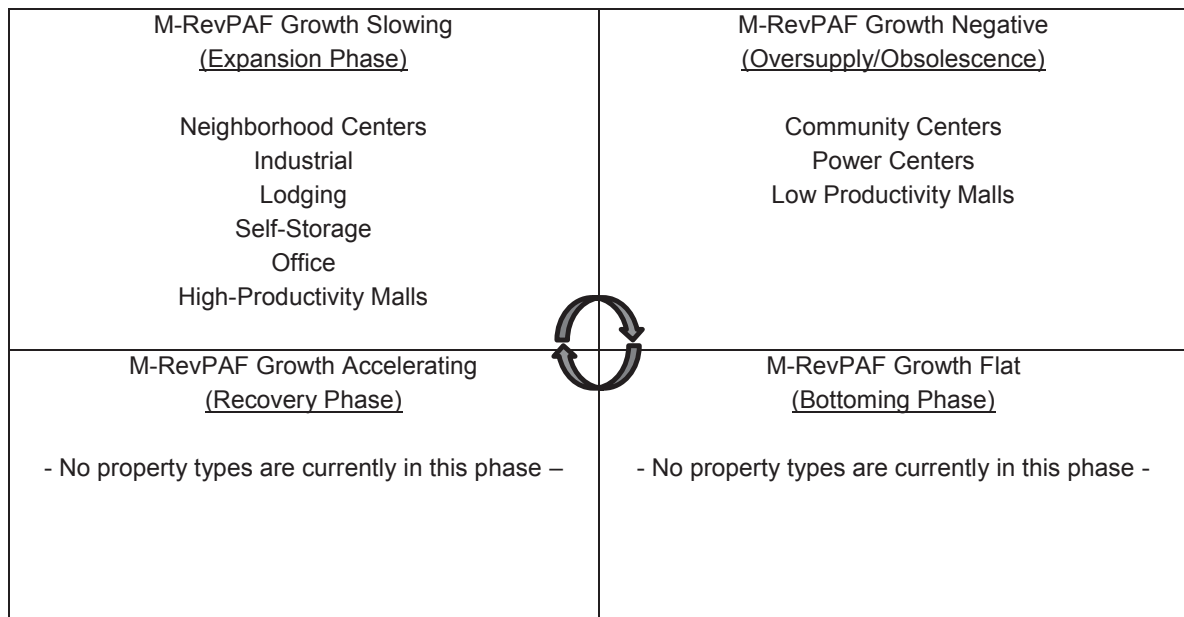 M-RevPAF Growth Slowing
(Expansion Phase)
Neighborhood Centers
Industrial
Lodging
Self-Storage
Office
High-Productivity Malls
M-RevPAF Growth Negative
(Oversupply/Obsolescence)
Community Centers
Power Centers
Low Productivity Malls
M-RevPAF Growth Accelerating
(Recovery Phase)
- No property types are currently in this phase –
M-RevPAF Growth Flat
(Bottoming Phase)
- No property types are currently in this phase -